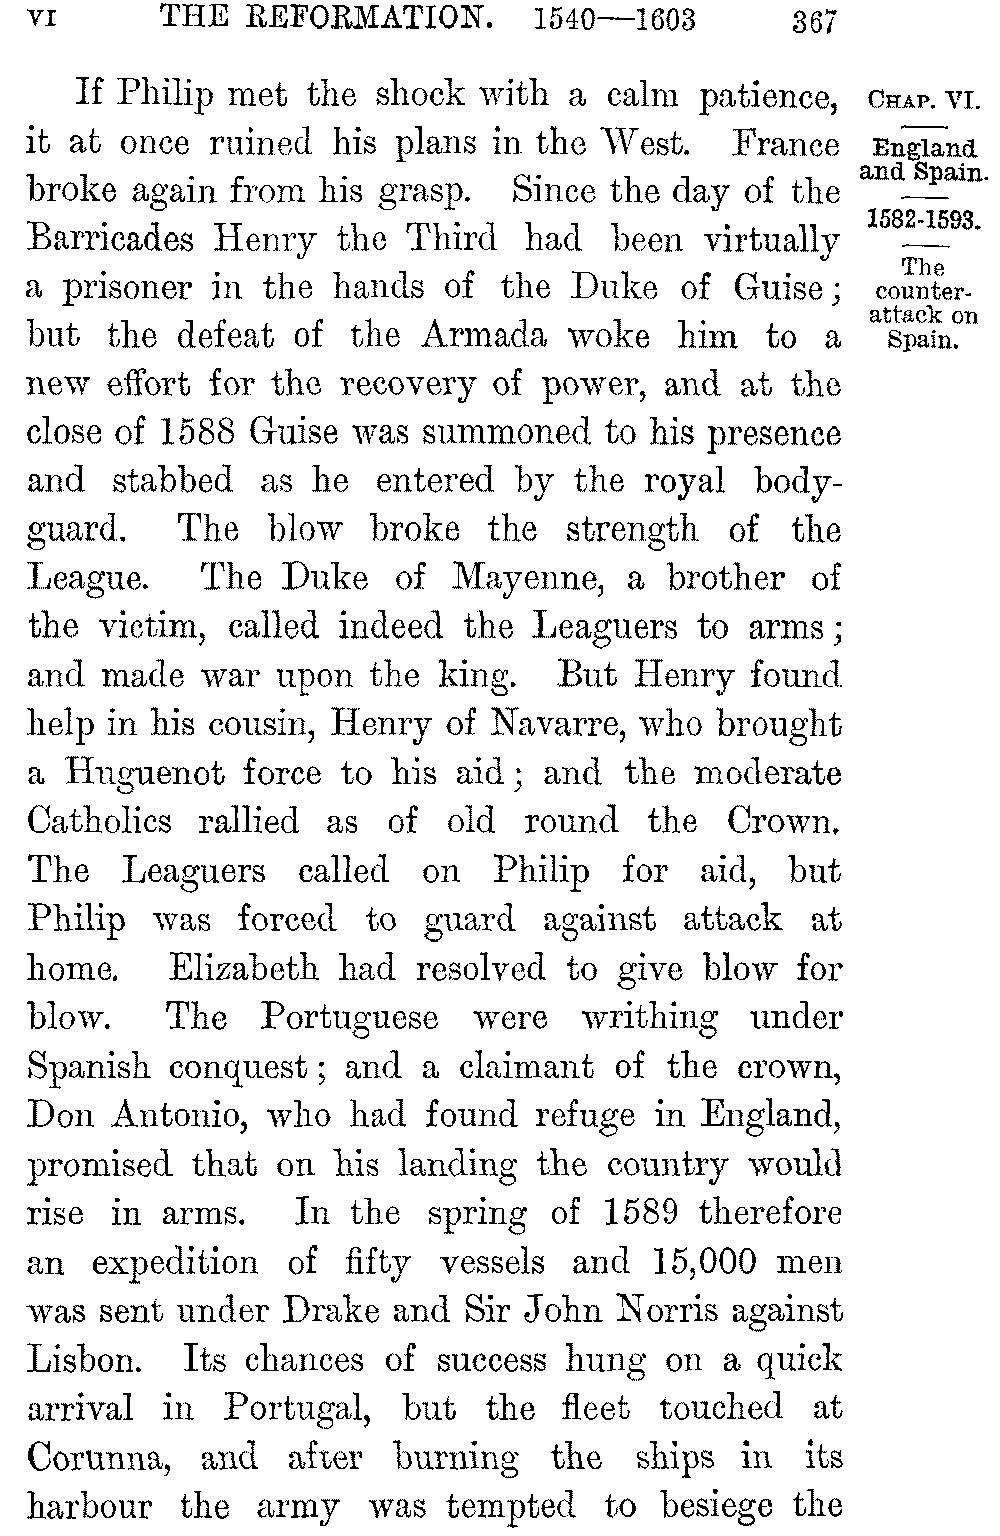 VI THE REFORMATION. 1540—1603 367
If Philip met the shock with a calm patience,
it at once ruined his plans in the West. France
broke again from his grasp. Since the day of the
Barricades Henry the Third had been virtually
a prisoner in the hands of the Duke of Guise;
but the defeat of the Armada woke him to a
new effort for the recovery of power, and at the
close of 1588 Guise was summoned to his presence
and stabbed as he entered by the royal body-
guard. The blow broke the strength of the
League. The Duke of Mayenne, a brother of
the victim, called indeed the Leaguers to arms;
and made war upon the king. But Henry found
help in his cousin, Henry of Navarre, who brought
a Huguenot force to his aid; and the moderate
Catholics rallied as of old round the Crown.
The Leaguers called on Philip for aid, but
Philip was forced to guard against attack at
home. Elizabeth had resolved to give blow for
blow. The Portuguese were writhing under
Spanish conquest; and a claimant of the crown,
Don Antonio, who had found refuge in England,
promised that on his landing the country would
rise in arms. In the spring of 1589 therefore
an expedition of fifty vessels and 15,000 men
was sent under Drake and Sir John Norris against
Lisbon. Its chances of success hung on a quick
arrival in Portugal, but the fleet touched at
Corunna, and after burning the ships in its
harbour the army was tempted to besiege the
CHAP. VI.
England
and Spain.
1582-1593.
The
counter-
attack on
Spain.